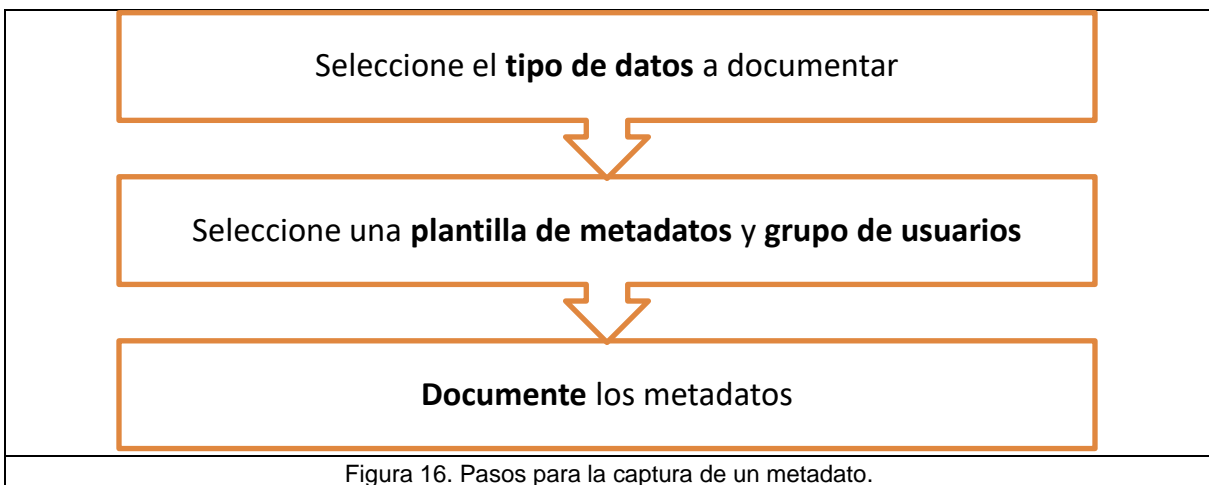 Seleccione el tipo de datos a documentar
Seleccione una plantilla de metadatos y grupo de usuarios
Documente los metadatos
Figura 16. Pasos para la captura de un metadato.